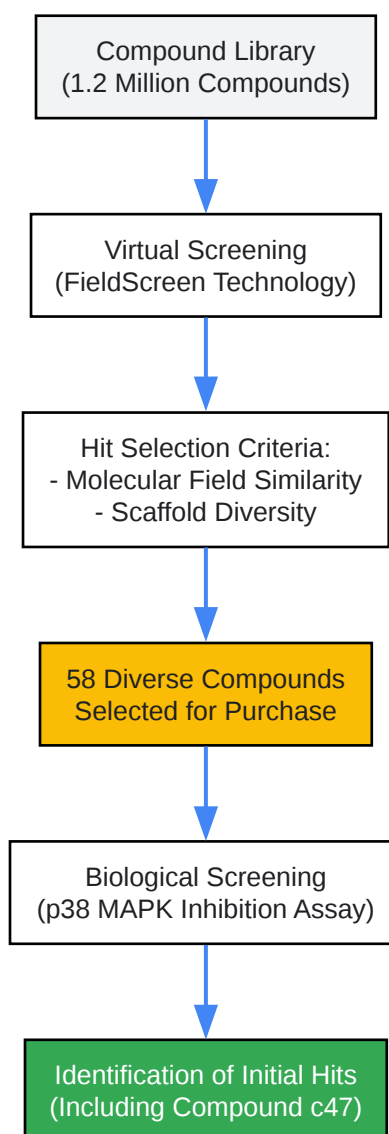 Compound Library
(1.2 Million Compounds)
Virtual Screening
(FieldScreen Technology)
Hit Selection Criteria:
- Molecular Field Similarity
- Scaffold Diversity
58 Diverse Compounds
Selected for Purchase
Biological Screening
(p38 MAPK Inhibition Assay)
Identification of Initial Hits
(Including Compound c47)